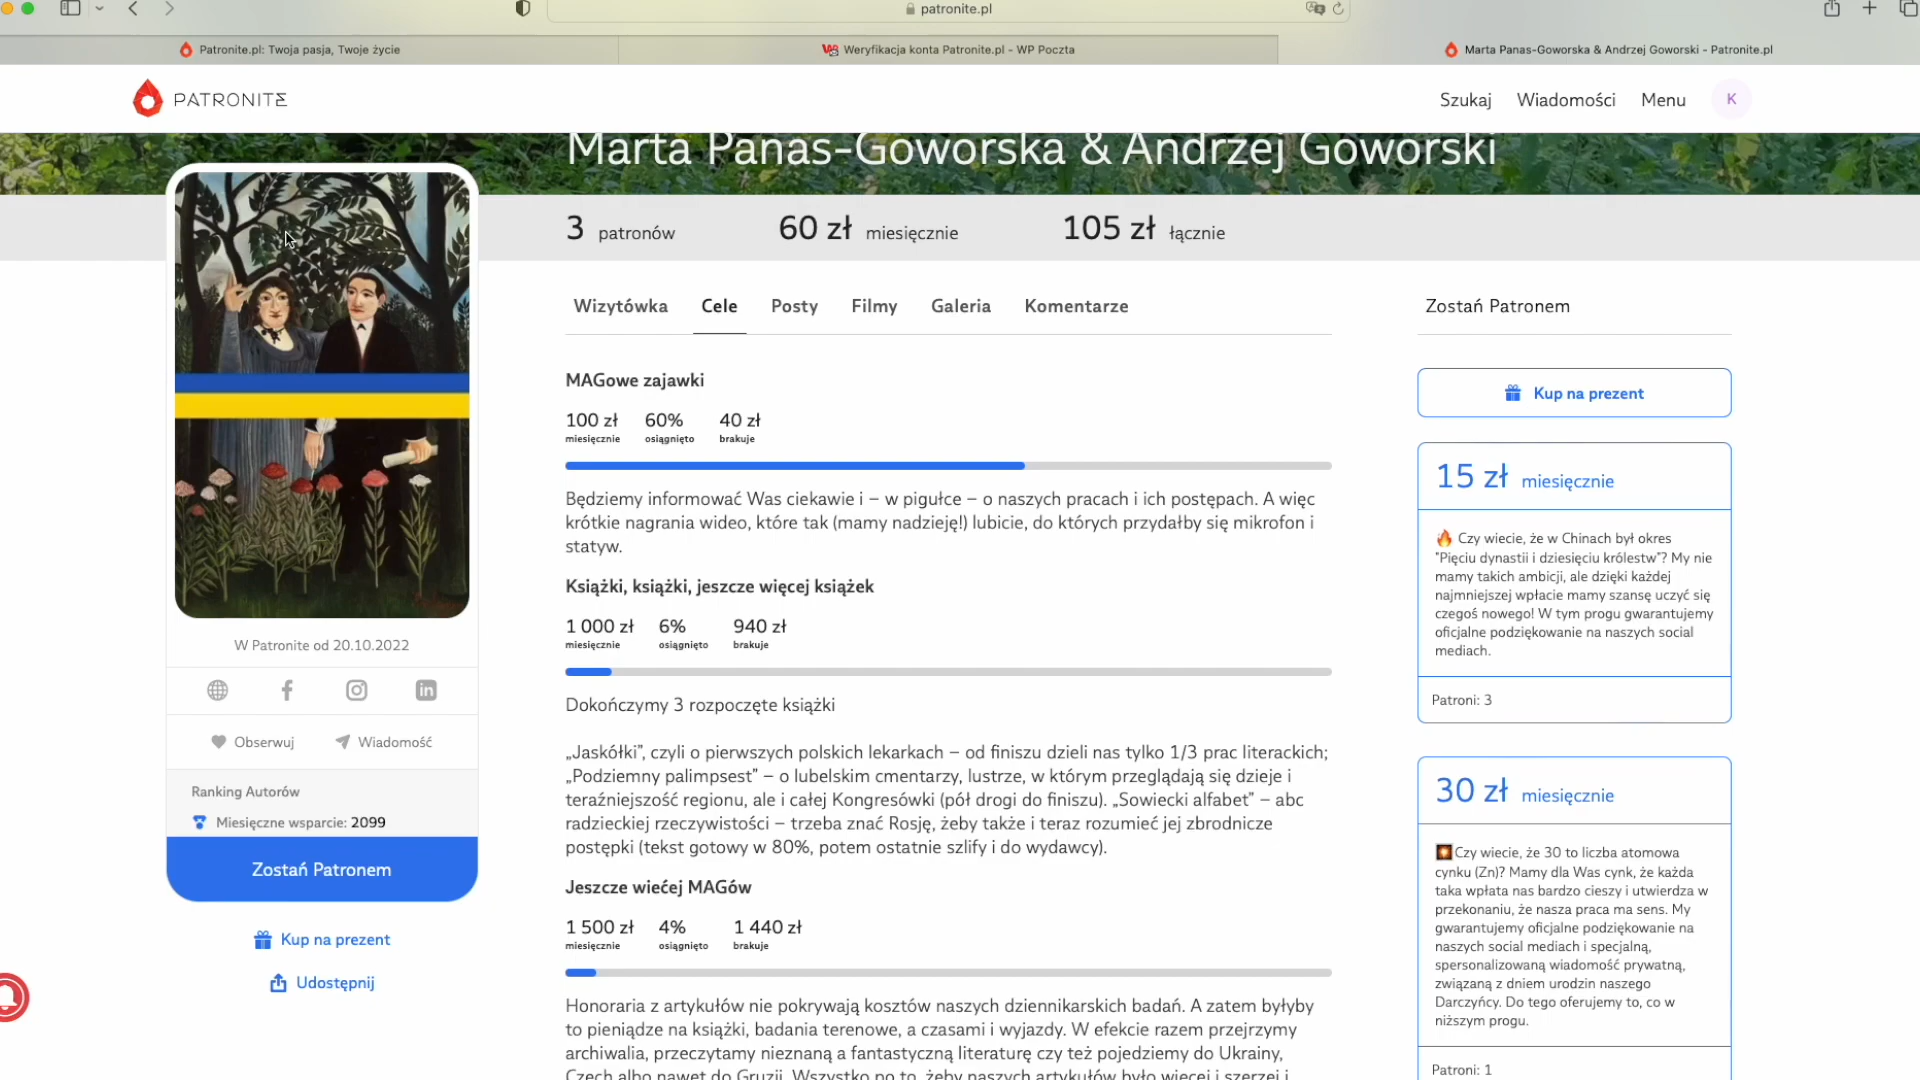 patronite.pl
Patronite.pl: Twoja pasja, Twoje życie
Weryfikacja konta Patronite.pl - WP Poczta
Marta Panas-Goworska & Andrzej Goworski - Patronite.pl
PATRONITE
Szukaj
Wiadomości
Menu
K
Marta Panas-Goworska & Andrzej Goworski
3 patronów
60 zł miesięcznie
105 zł łącznie
W Patronite od 20.10.2022
Obserwuj
Wiadomość
Ranking Autorów
Miesięczne wsparcie: 2099
Zostań Patronem
Kup na prezent
Udostępnij
Wizytówka
Cele
Posty
Filmy
Galeria
Komentarze
MAGowe zajawki
100 zł 60% 40 zł
miesięcznie osiągnięto brakuje
Będziemy informować Was ciekawie i – w pigułce – o naszych pracach i ich postępach. A więc
krótkie nagrania wideo, które tak (mamy nadzieję!) lubicie, do których przydałby się mikrofon i
statyw.
Książki, książki, jeszcze więcej książek
1 000 zł 6% 940 zł
miesięcznie osiągnięto brakuje
Dokończymy 3 rozpoczęte książki
„Jaskółki”, czyli o pierwszych polskich lekarkach – od finiszu dzieli nas tylko 1/3 prac literackich;
„Podziemny palimpsest” – o lubelskim cmentarzy, lustrze, w którym przeglądają się dzieje i
teraźniejszość regionu, ale i całej Kongresówki (pół drogi do finiszu). „Sowiecki alfabet” – abc
radzieckiej rzeczywistości – trzeba znać Rosję, żeby także i teraz rozumieć jej zbrodnicze
postępki (tekst gotowy w 80%, potem ostatnie szlify i do wydawcy).
Jeszcze wiećej MAGów
1 500 zł 4% 1 440 zł
miesięcznie osiągnięto brakuje
Honoraria z artykułów nie pokrywają kosztów naszych dziennikarskich badań. A zatem byłyby
to pieniądze na książki, badania terenowe, a czasami i wyjazdy. W efekcie razem przejrzymy
archiwalia, przeczytamy nieznaną a fantastyczną literaturę czy też pojedziemy do Ukrainy,
Czech albo nawet do Gruzji. Wszystko po to, żeby naszych artykułów było więcej i szerzej i
Zostań Patronem
Kup na prezent
15 zł miesięcznie
Czy wiecie, że w Chinach był okres
"Pięciu dynastii i dziesięciu królestw"? My nie
mamy takich ambicji, ale dzięki każdej
najmniejszej wpłacie mamy szansę uczyć się
czegoś nowego! W tym progu gwarantujemy
oficjalne podziękowanie na naszych social
mediach.
Patroni: 3
30 zł miesięcznie
Czy wiecie, że 30 to liczba atomowa
cynku (Zn)? Mamy dla Was cynk, że każda
taka wpłata nas bardzo cieszy i utwierdza w
przekonaniu, że nasza praca ma sens. My
gwarantujemy oficjalne podziękowanie na
naszych social mediach i specjalną,
spersonalizowaną wiadomość prywatną,
związaną z dniem urodzin naszego
Darczyńcy. Do tego oferujemy to, co w
niższym progu.
Patroni: 1